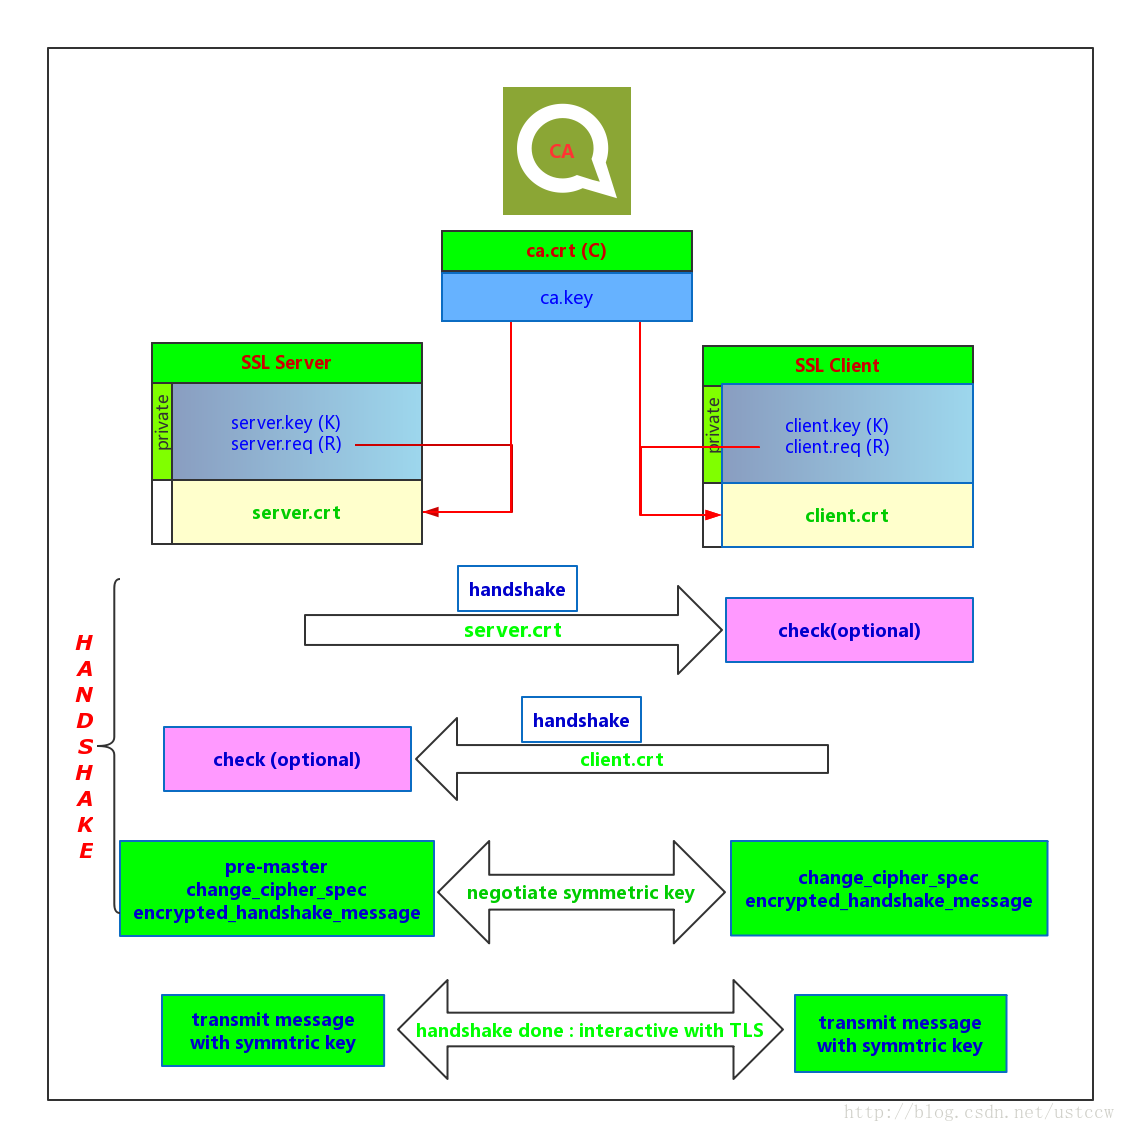 CA
ca.crt (C)
ca.key
SSL Server
private
server.key (K)
server.req (R)
server.crt
SSL Client
private
client.key (K)
client.req (R)
client.crt
HANDSHAKE
handshake
server.crt
check(optional)
handshake
check (optional)
client.crt
pre-master
change_cipher_spec
encrypted_handshake_message
negotiate symmetric key
change_cipher_spec
encrypted_handshake_message
transmit message
with symmtric key
handshake done : interactive with TLS
transmit message
with symmtric key
http://blog.csdn.net/ustccw